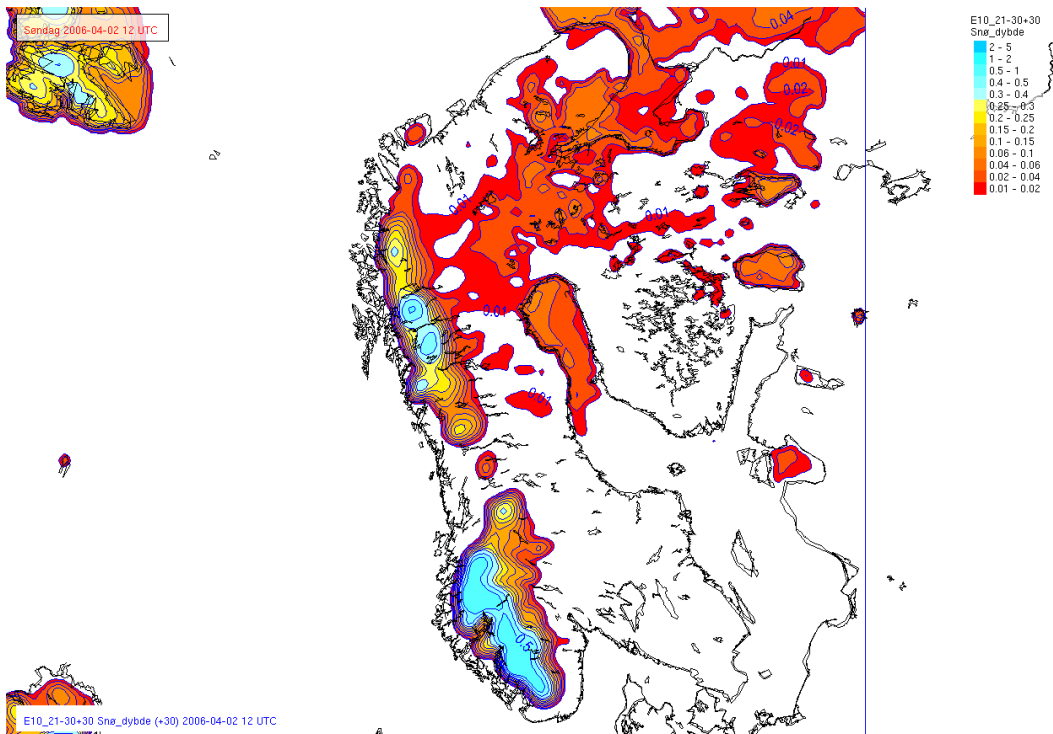 Søndag 2006-04-02 12 UTC
E10_21-30+30
Snø_dybde
2 - 5
1 - 2
0.5 - 1
0.4 - 0.5
0.3 - 0.4
0.25 - 0.3
0.2 - 0.25
0.15 - 0.2
0.1 - 0.15
0.06 - 0.1
0.04 - 0.06
0.02 - 0.04
0.01 - 0.02
0.04
0.01
0.02
0.02
0.01
0.01
0.01
0.01
0.5
E10_21-30+30 Snø_dybde (+30) 2006-04-02 12 UTC